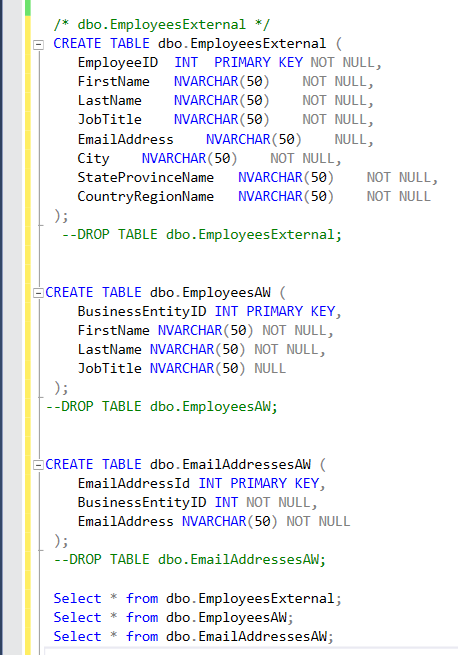 /* dbo.EmployeesExternal */
CREATE TABLE dbo.EmployeesExternal (
EmployeeID INT PRIMARY KEY NOT NULL,
FirstName NVARCHAR(50) NOT NULL,
LastName NVARCHAR(50) NOT NULL,
JobTitle NVARCHAR(50) NOT NULL,
EmailAddress NVARCHAR(50) NULL,
City NVARCHAR(50) NOT NULL,
StateProvinceName NVARCHAR(50) NOT NULL,
CountryRegionName NVARCHAR(50) NOT NULL
);
--DROP TABLE dbo.EmployeesExternal;
CREATE TABLE dbo.EmployeesAW (
BusinessEntityID INT PRIMARY KEY,
FirstName NVARCHAR(50) NOT NULL,
LastName NVARCHAR(50) NOT NULL,
JobTitle NVARCHAR(50) NULL
);
--DROP TABLE dbo.EmployeesAW;
CREATE TABLE dbo.EmailAddressesAW (
EmailAddressId INT PRIMARY KEY,
BusinessEntityID INT NOT NULL,
EmailAddress NVARCHAR(50) NOT NULL
);
--DROP TABLE dbo.EmailAddressesAW;
Select * from dbo.EmployeesExternal;
Select * from dbo.EmployeesAW;
Select * from dbo.EmailAddressesAW;